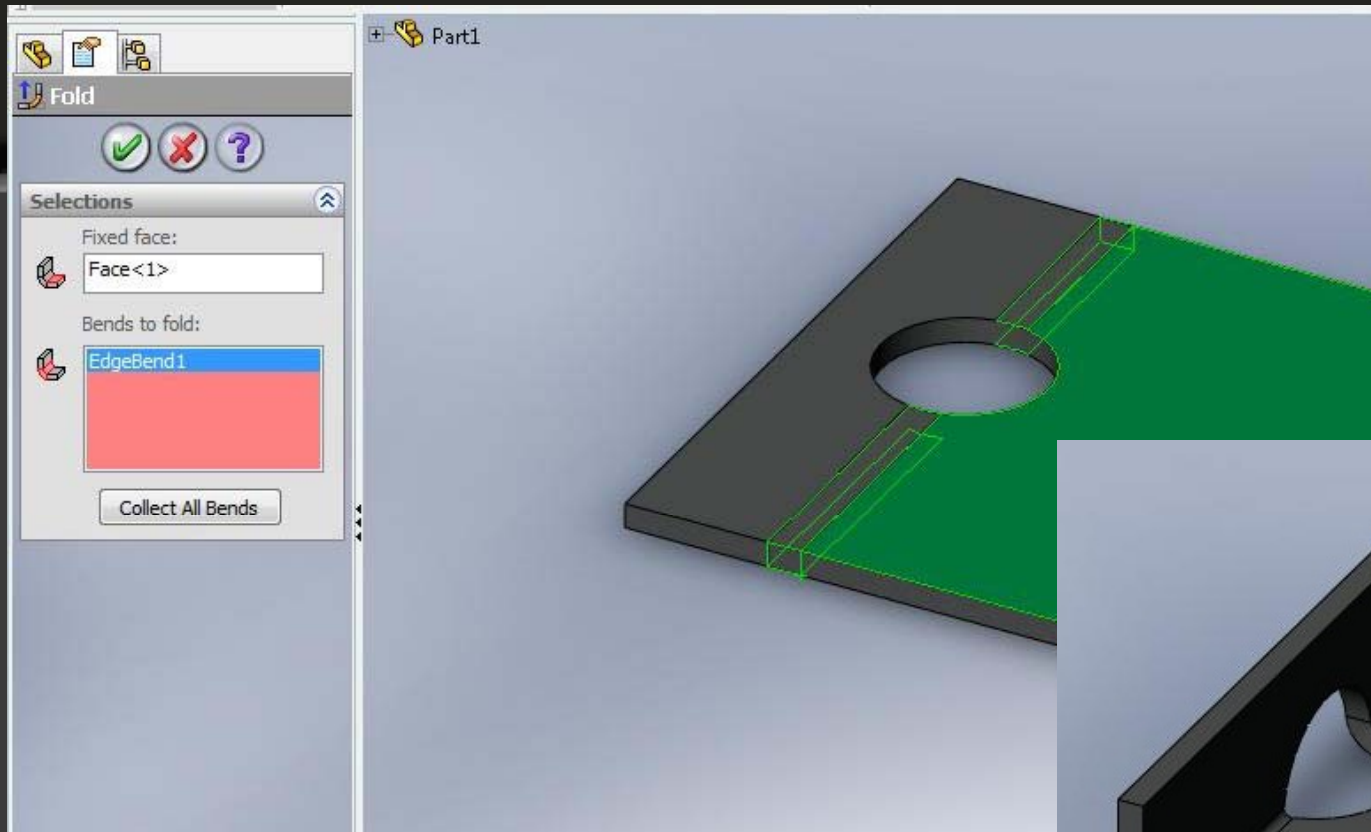 Part1
Fold
Selections
Fixed face:
Face<1>
Bends to fold:
EdgeBend1
Collect All Bends